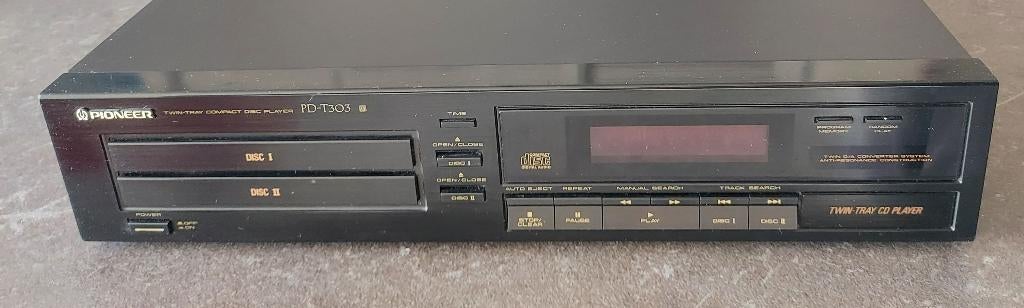 PIONEER TWIN-TRAY COMPACT DISC PLAYER PD-T303
DISC I
DISC II
POWER
OFF
ON
TIME
OPEN/CLOSE
DISC I
OPEN/CLOSE
DISC II
COMPACT
disc
DIGITAL AUDIO
PROGRAM
MEMORY
RANDOM
PLAY
TWIN D/A CONVERTER SYSTEM
ANTI-RESONANCE CONSTRUCTION
AUTO EJECT REPEAT MANUAL SEARCH TRACK SEARCH
STOP/
CLEAR
PAUSE
PLAY
DISC I
DISC II
TWIN-TRAY CD PLAYER